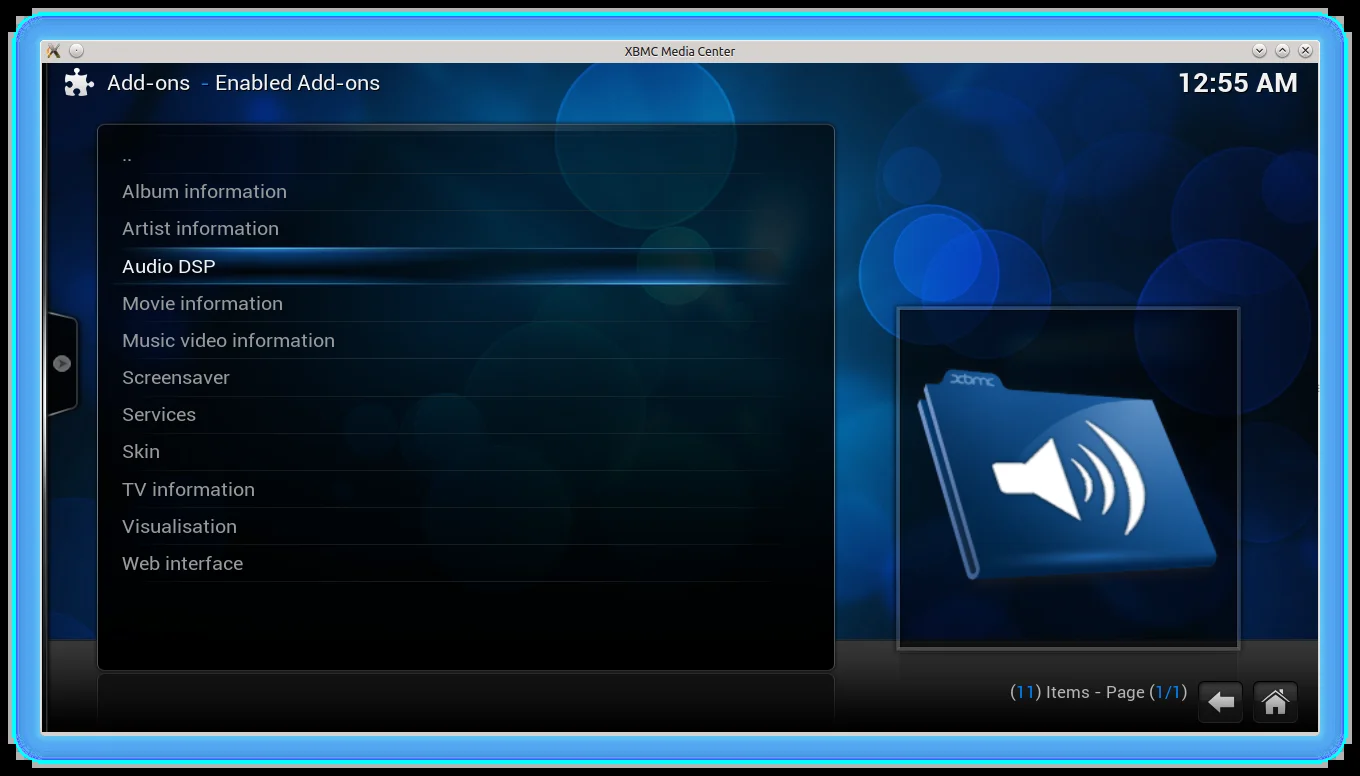 XBMC Media Center
Add-ons - Enabled Add-ons
12:55 AM
..
Album information
Artist information
Audio DSP
Movie information
Music video information
Screensaver
Services
Skin
TV information
Visualisation
Web interface
xbmc
(11) Items - Page (1/1)